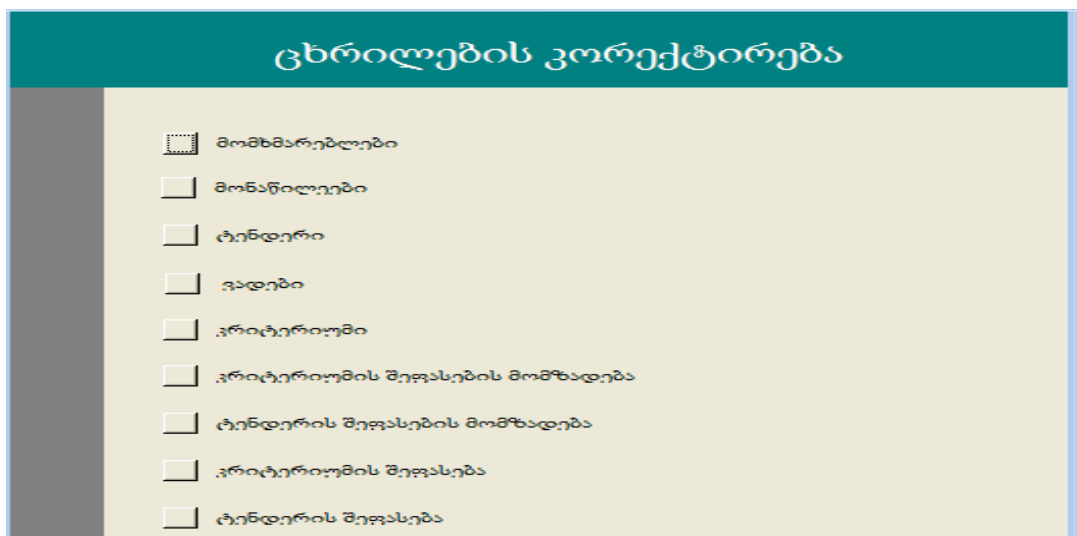 ცხრილების კორექტირება
მომხმარებლები
მონაწილეები
ტენდერი
ვადები
კრიტერიუმი
კრიტერიუმის შეფასების მომზადება
ტენდერის შეფასების მომზადება
კრიტერიუმის შეფასება
ტენდერის შეფასება